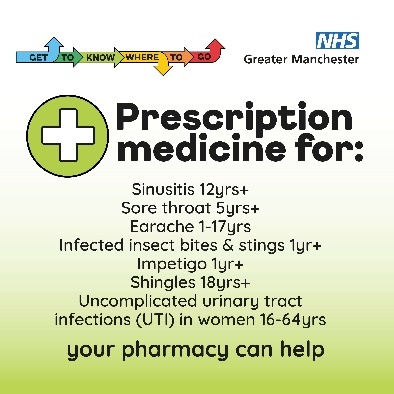 GET TO KNOW WHERE TO GO
NHS
Greater Manchester
Prescription
medicine for:
Sinusitis 12yrs+
Sore throat 5yrs+
Earache 1-17yrs
Infected insect bites & stings 1yr+
Impetigo 1yr+
Shingles 18yrs+
Uncomplicated urinary tract
infections (UTI) in women 16-64yrs
your pharmacy can help